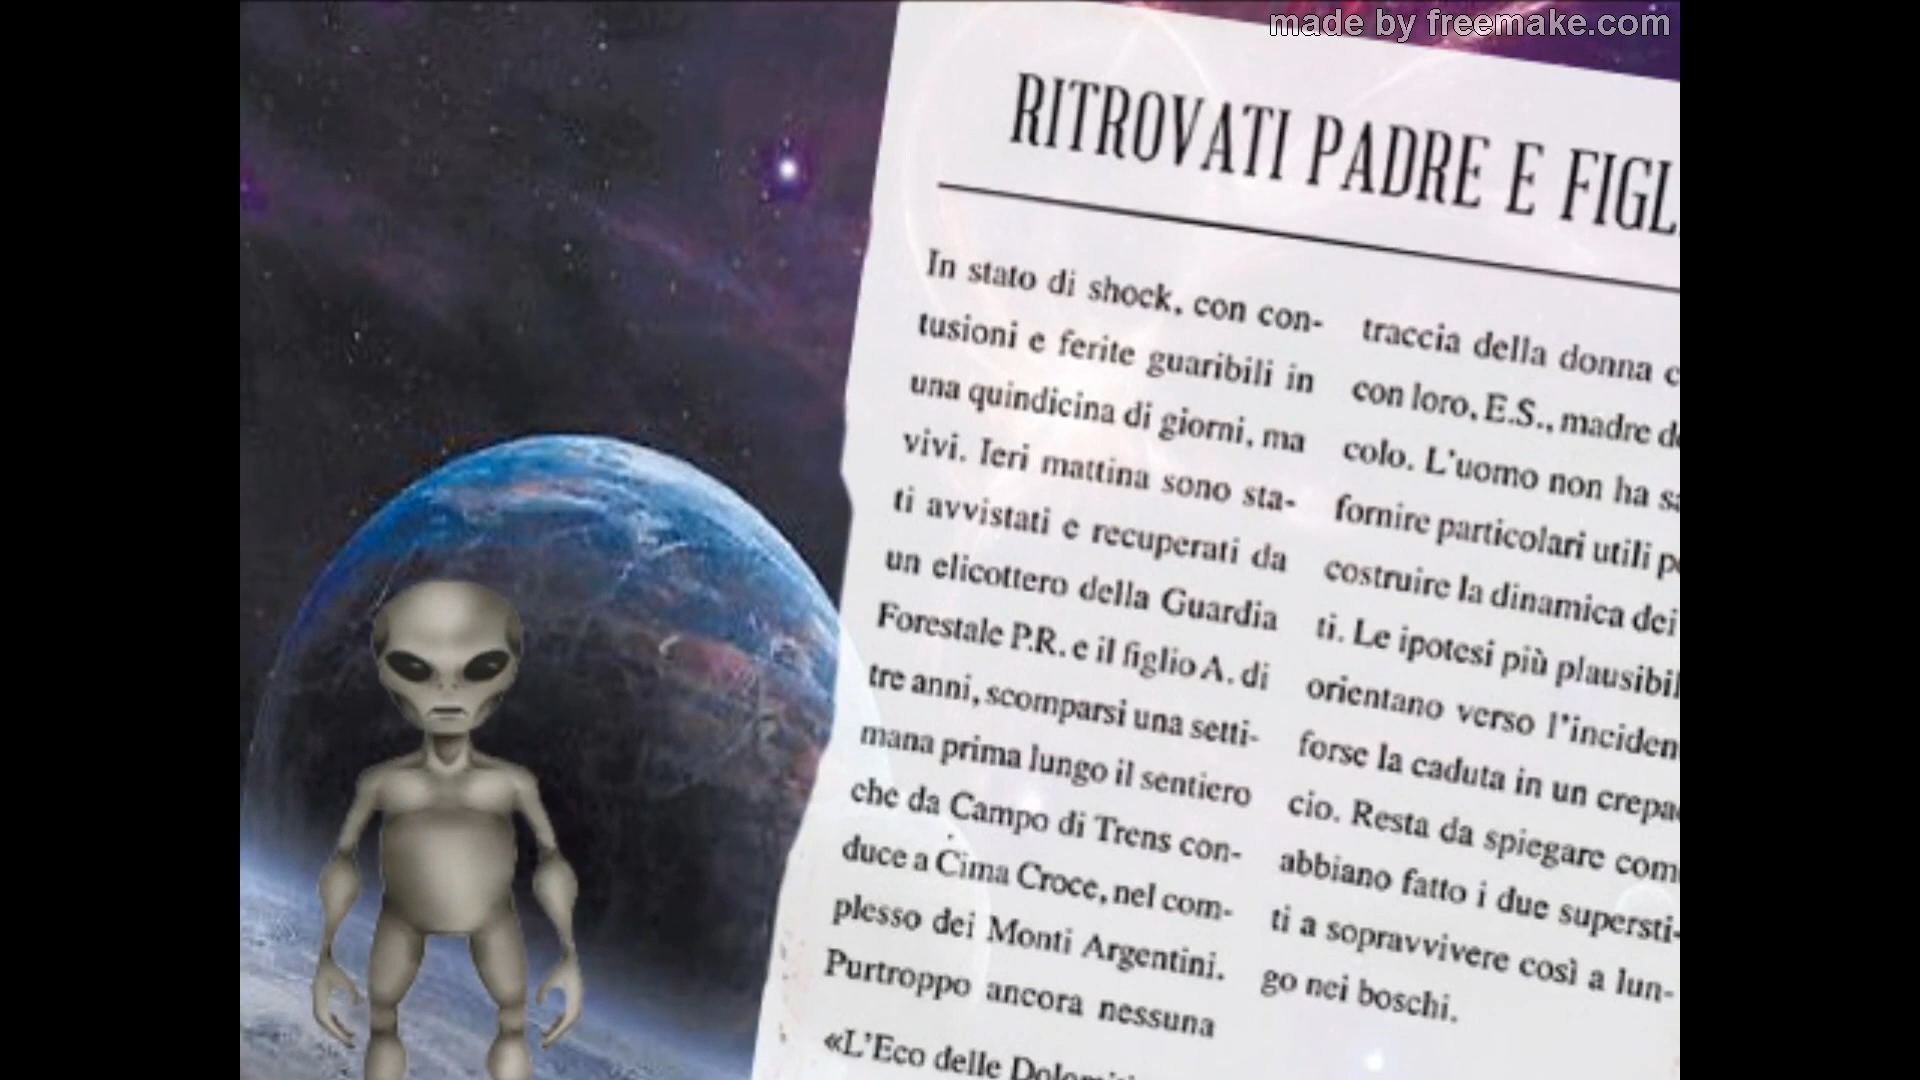 made by freemake.com
RITROVATI PADRE E FIGL
In stato di shock, con con-
tusioni e ferite guaribili in
una quindicina di giorni, ma
vivi. Ieri mattina sono sta-
ti avvistati e recuperati da
un elicottero della Guardia
Forestale P.R. e il figlio A. di
tre anni, scomparsi una setti-
mana prima lungo il sentiero
che da Campo di Trens con-
duce a Cima Croce, nel com-
plesso dei Monti Argentini.
Purtroppo ancora nessuna
traccia della donna c
con loro, E.S., madre de
colo. L'uomo non ha sa
fornire particolari utili pe
costruire la dinamica dei
ti. Le ipotesi più plausibil
orientano verso l'inciden
forse la caduta in un crepa
cio. Resta da spiegare com
abbiano fatto i due supersti-
ti a sopravvivere così a lun-
go nei boschi.
«L'Eco delle Dolomiti